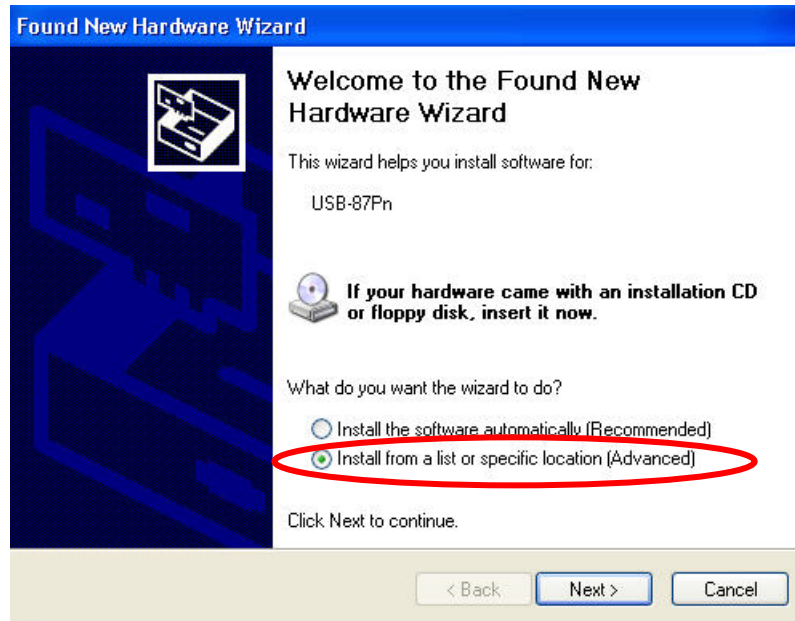 Found New Hardware Wizard
Welcome to the Found New
Hardware Wizard
This wizard helps you install software for:
USB-87Pn
If your hardware came with an installation CD
or floppy disk, insert it now.
What do you want the wizard to do?
Install the software automatically (Recommended)
Install from a list or specific location (Advanced)
Click Next to continue.
< Back Next > Cancel